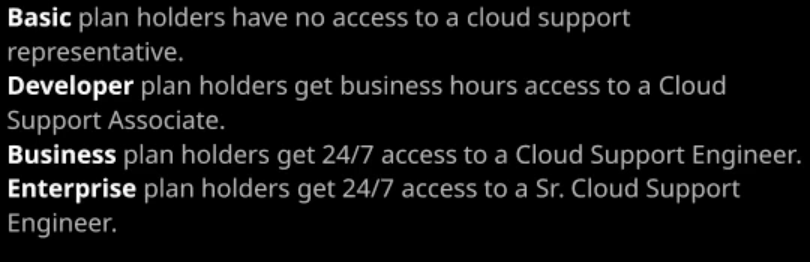 Basic plan holders have no access to a cloud support
representative.
Developer plan holders get business hours access to a Cloud
Support Associate.
Business plan holders get 24/7 access to a Cloud Support Engineer.
Enterprise plan holders get 24/7 access to a Sr. Cloud Support
Engineer.